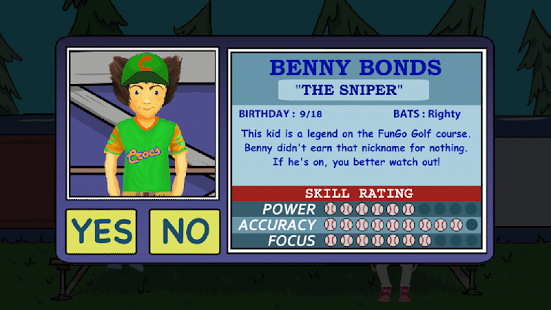 BENNY BONDS
"THE SNIPER"
BIRTHDAY : 9/18 BATS : Righty
This kid is a legend on the FunGo Golf course.
Benny didn't earn that nickname for nothing.
If he's on, you better watch out!
SKILL RATING
POWER
ACCURACY
FOCUS
C
Crocs
YES NO